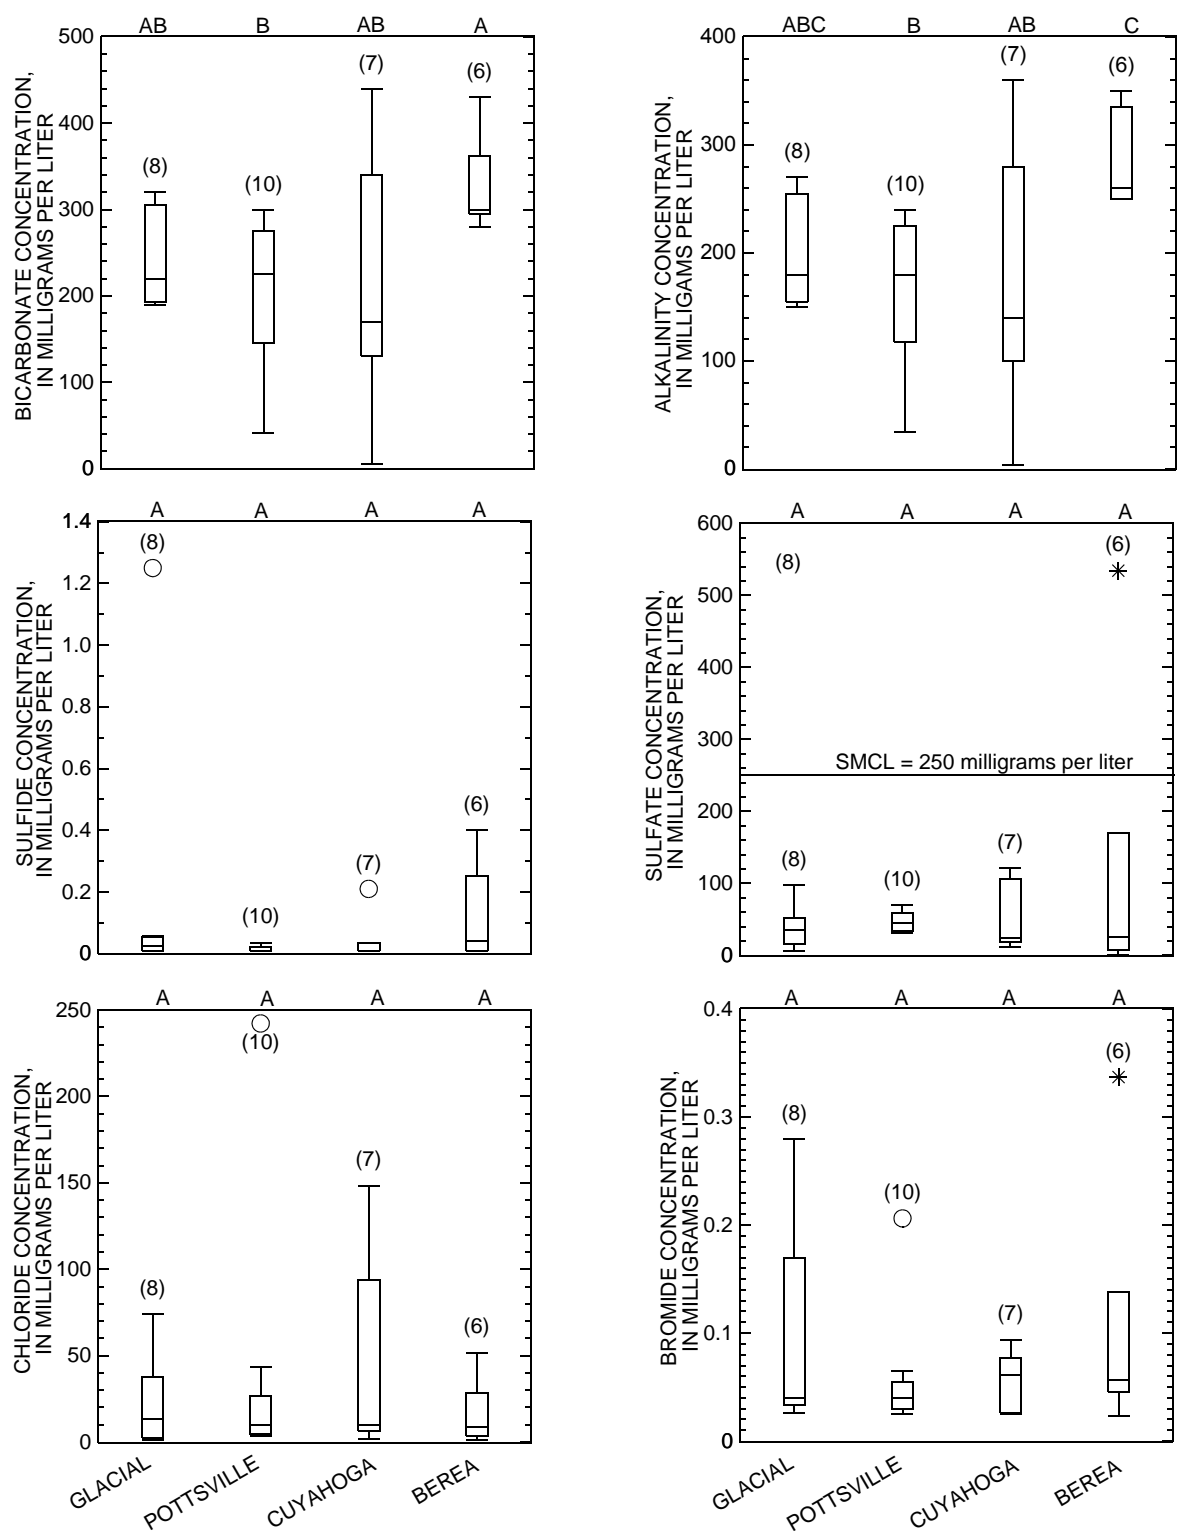 AB B AB A
BICARBONATE CONCENTRATION,
IN MILLIGRAMS PER LITER
500
400
300
200
100
0
(8) (10) (7) (6)
ABC B AB C
ALKALINITY CONCENTRATION,
IN MILLIGAMS PER LITER
400
300
200
100
0
(8) (10) (7) (6)
A A A A
SULFIDE CONCENTRATION,
IN MILLIGRAMS PER LITER
1.4
1.2
1.0
0.8
0.6
0.4
0.2
0
(8) (10) (7) (6)
A A A A
SULFATE CONCENTRATION,
IN MILLIGRAMS PER LITER
600
500
400
300
200
100
0
(8) (6)
SMCL = 250 milligrams per liter
(8) (10) (7)
A A A A
CHLORIDE CONCENTRATION,
IN MILLIGRAMS PER LITER
250
200
150
100
50
0
(8) (10) (7) (6)
GLACIAL
POTTSVILLE
CUYAHOGA
BEREA
A A A A
BROMIDE CONCENTRATION,
IN MILLIGRAMS PER LITER
0.4
0.3
0.2
0.1
0
(8) (10) (7) (6)
GLACIAL
POTTSVILLE
CUYAHOGA
BEREA